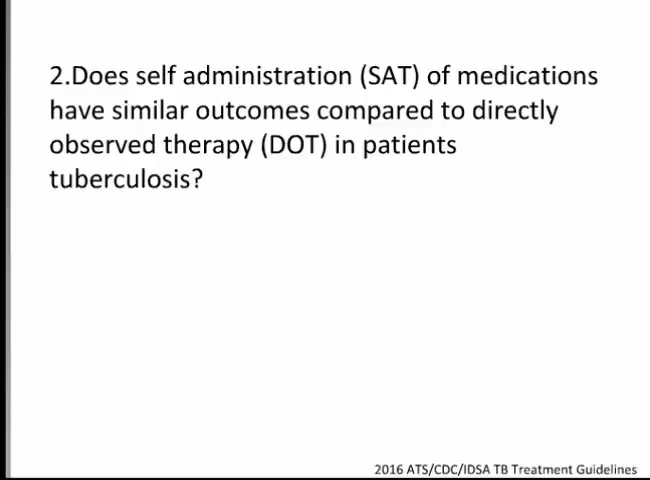 2.Does self administration (SAT) of medications
have similar outcomes compared to directly
observed therapy (DOT) in patients
tuberculosis?
2016 ATS/CDC/IDSA TB Treatment Guidelines